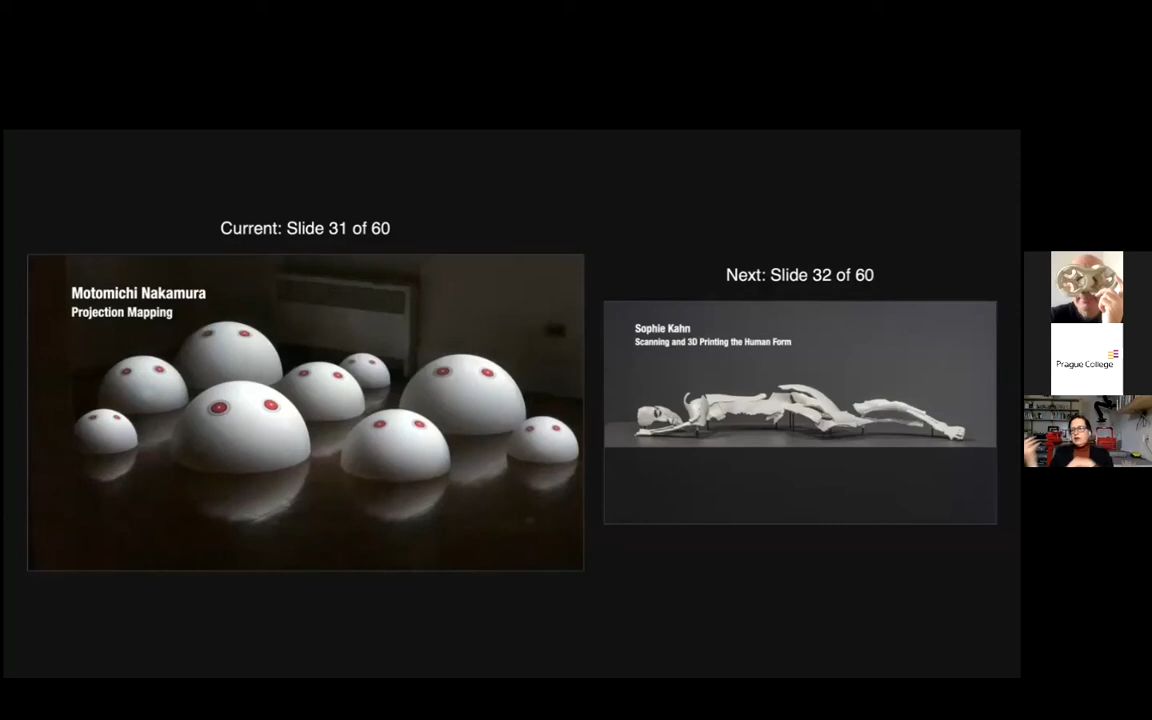 Current: Slide 31 of 60
Motomichi Nakamura
Projection Mapping
Next: Slide 32 of 60
Sophie Kahn
Scanning and 3D Printing the Human Form
Prague College